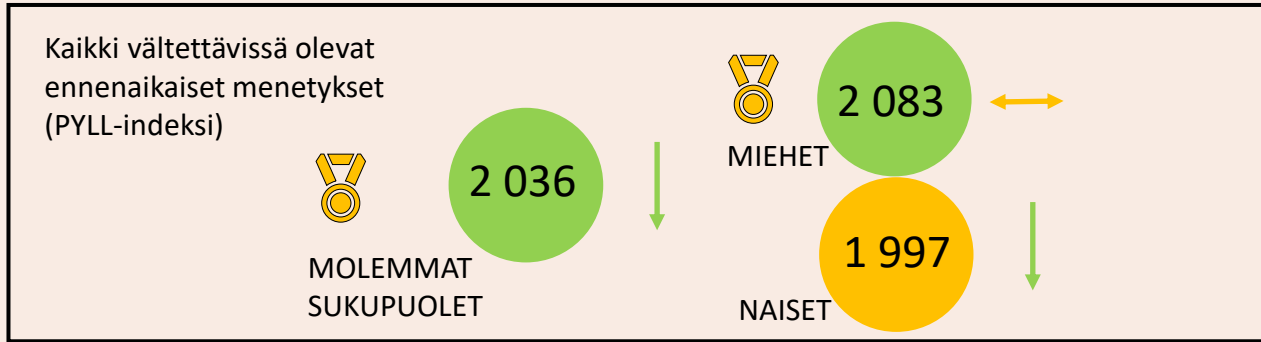 Kaikki vältettävissä olevat
ennenaikaiset menetykset
(PYLL-indeksi)
2 036
MOLEMMAT
SUKUPUOLET
2 083
MIEHET
1 997
NAISET